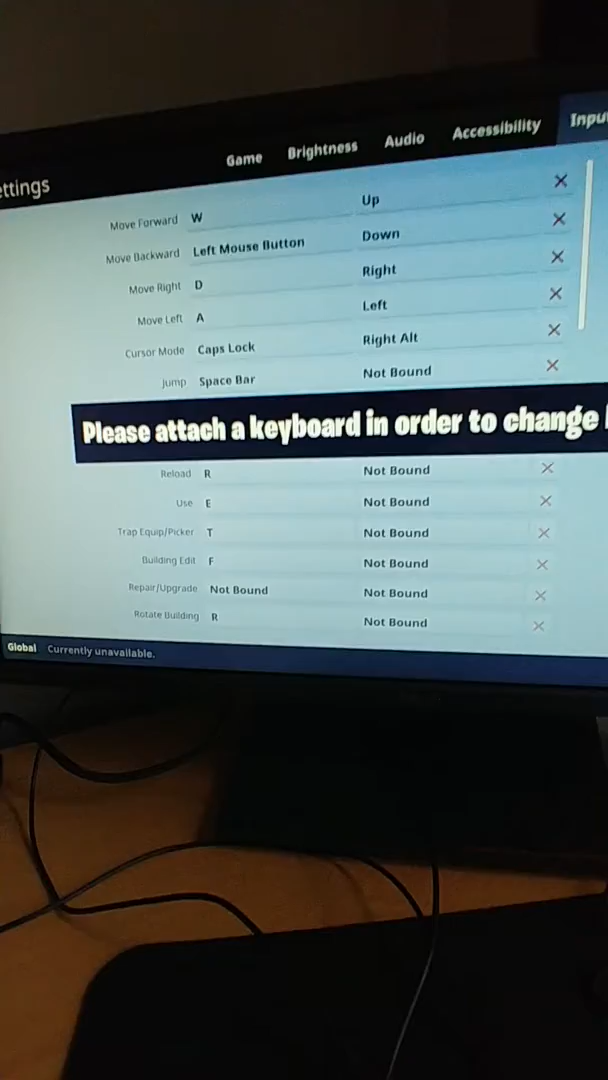 ettings Game Brightness Audio Accessibility Inpu
Move Forward W Up
Move Backward Left Mouse Button Down
Move Right D Right
Move Left A Left
Cursor Mode Caps Lock Right Alt
Jump Space Bar Not Bound
Please attach a keyboard in order to change
Reload R Not Bound
Use E Not Bound
Trap Equip/Picker T Not Bound
Building Edit F Not Bound
Repair/Upgrade Not Bound Not Bound
Rotate Building R Not Bound
Global Currently unavailable.